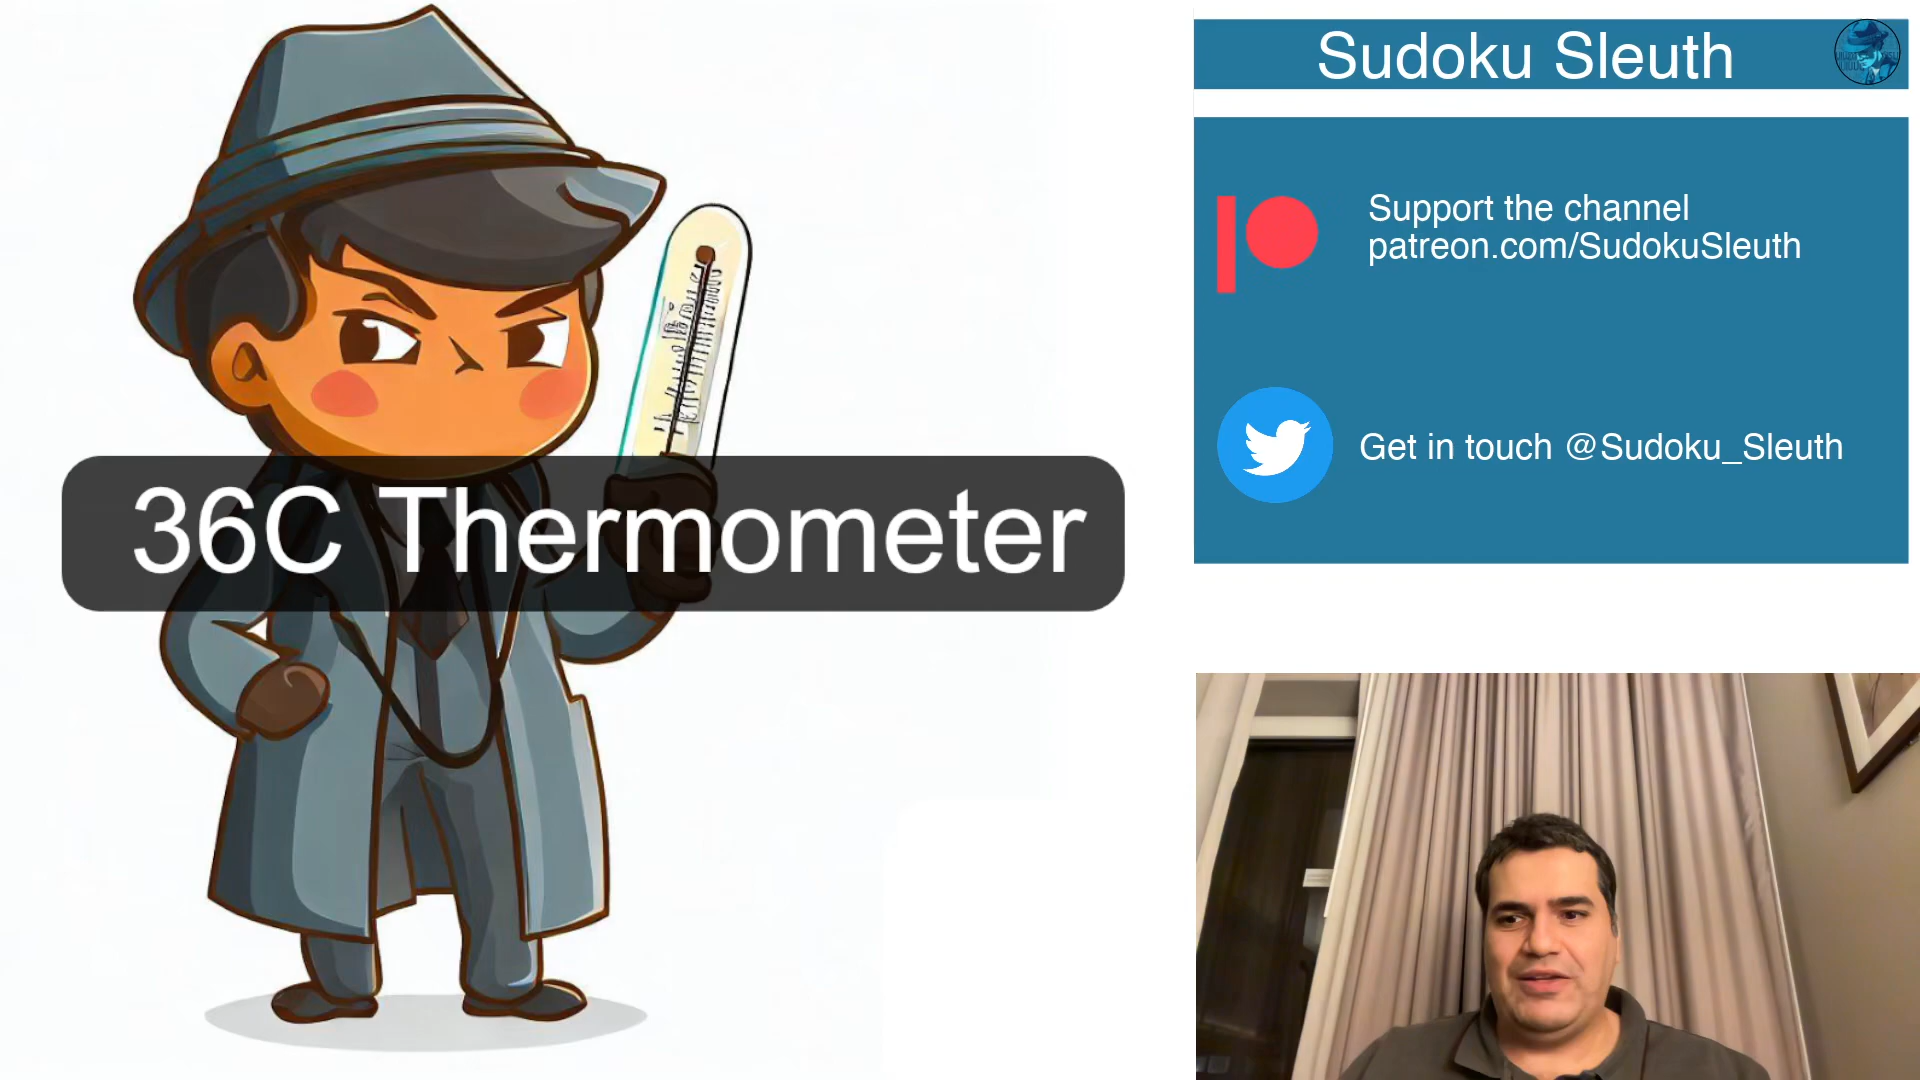 36C Thermometer
Sudoku Sleuth
Support the channel
patreon.com/SudokuSleuth
Get in touch @Sudoku_Sleuth